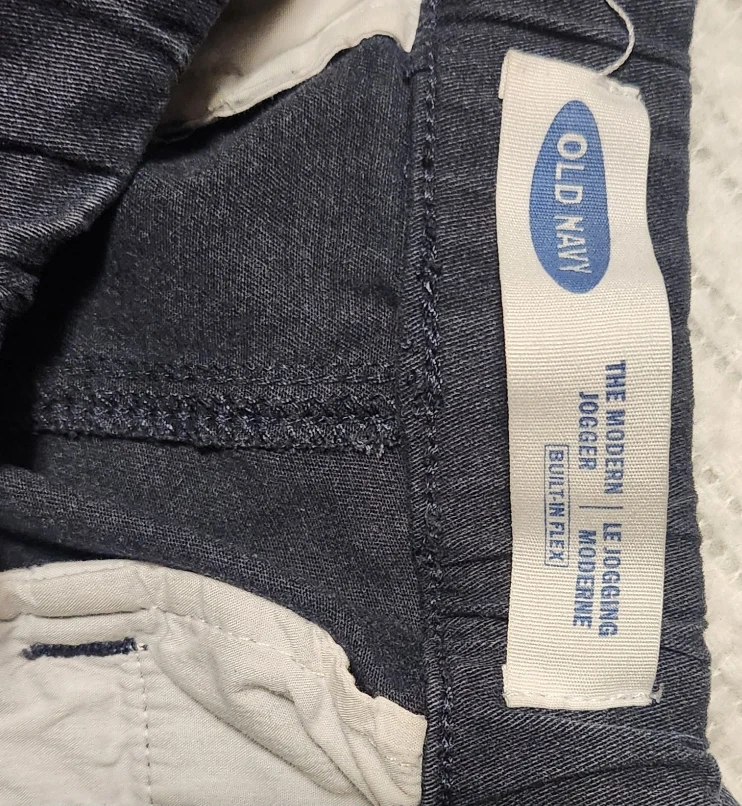 OLD NAVY
THE MODERN | LE JOGGING
JOGGER MODERNE
BUILT-IN FLEX